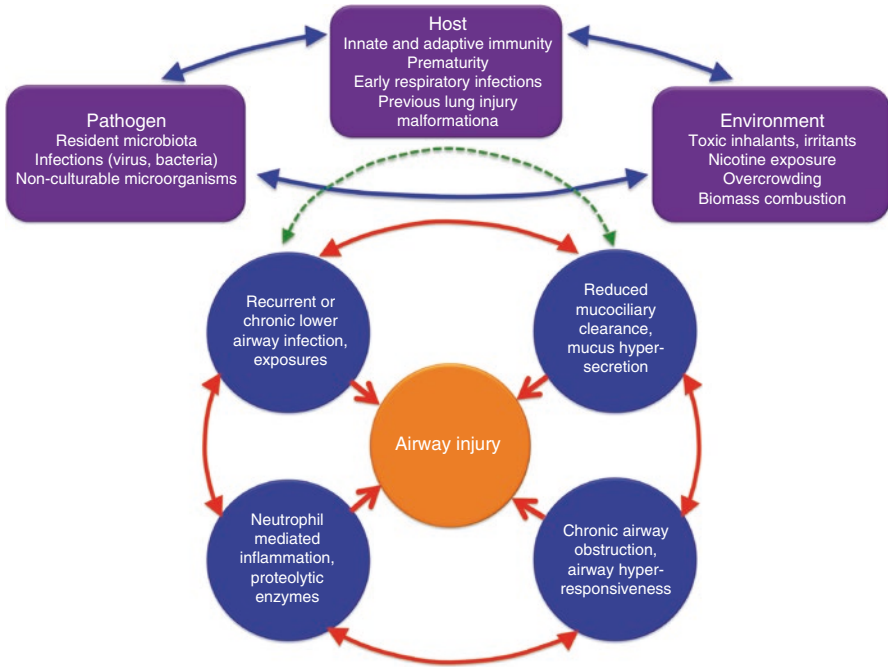 Host
Innate and adaptive immunity
Prematurity
Early respiratory infections
Previous lung injury
malformationa
Pathogen
Resident microbiota
Infections (virus, bacteria)
Non-culturable microorganisms
Environment
Toxic inhalants, irritants
Nicotine exposure
Overcrowding
Biomass combustion
Recurrent or
chronic lower
airway infection,
exposures
Reduced
mucociliary
clearance,
mucus hyper-
secretion
Airway injury
Neutrophil
mediated
inflammation,
proteolytic
enzymes
Chronic airway
obstruction,
airway hyper-
responsiveness